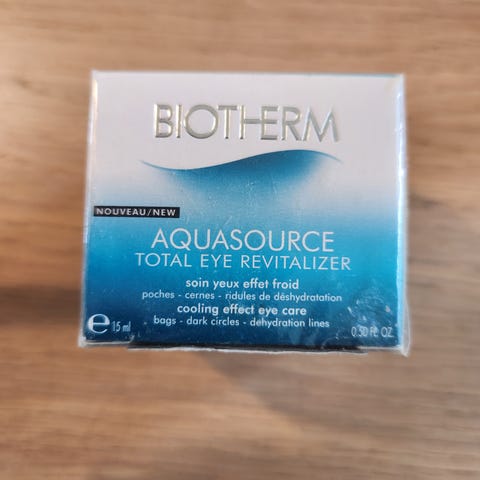 BIOTHERM
NOUVEAU/NEW
AQUASOURCE
TOTAL EYE REVITALIZER
soin yeux effet froid
poches - cernes - ridules de déshydratation
cooling effect eye care
bags - dark circles - dehydration lines
e 15 ml
0.50 FL OZ